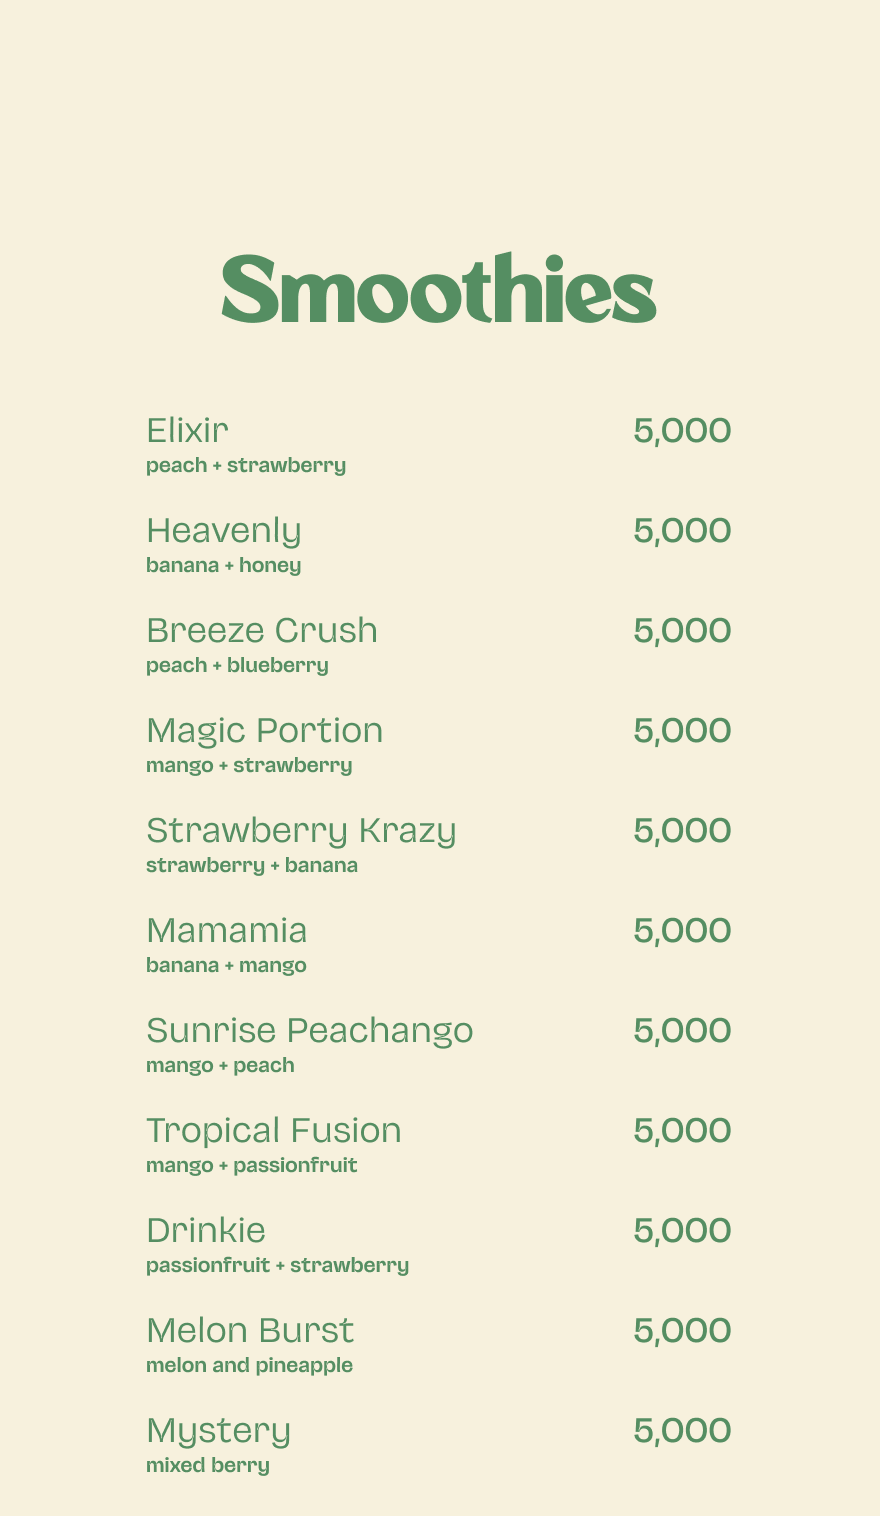 Smoothies
Elixir 5,000
peach + strawberry
Heavenly 5,000
banana + honey
Breeze Crush 5,000
peach + blueberry
Magic Portion 5,000
mango + strawberry
Strawberry Krazy 5,000
strawberry + banana
Mamamia 5,000
banana + mango
Sunrise Peachango 5,000
mango + peach
Tropical Fusion 5,000
mango + passionfruit
Drinkie 5,000
passionfruit + strawberry
Melon Burst 5,000
melon and pineapple
Mystery 5,000
mixed berry